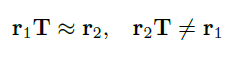 r₁T ≈ r₂, r₂T ≠ r₁